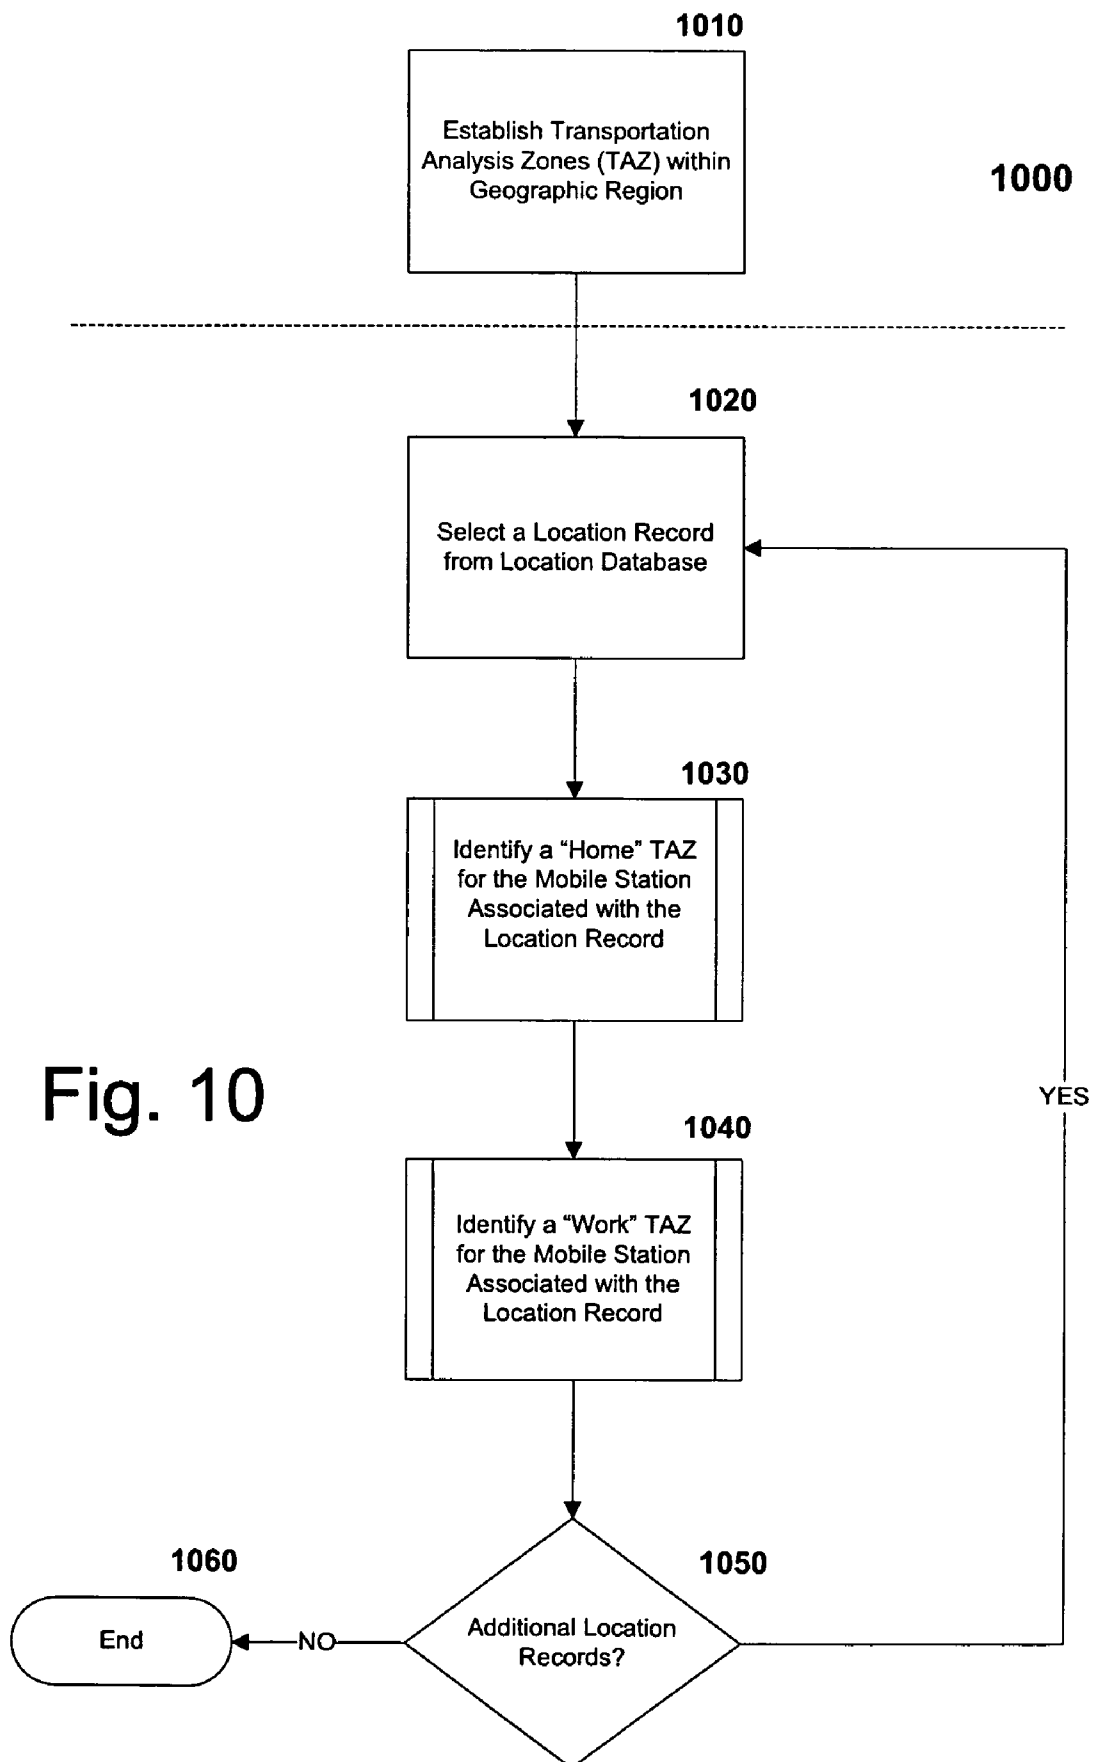 1010
Establish Transportation
Analysis Zones (TAZ) within
Geographic Region
1000
1020
Select a Location Record
from Location Database
1030
Identify a “Home” TAZ
for the Mobile Station
Associated with the
Location Record
Fig. 10
YES
1040
Identify a “Work” TAZ
for the Mobile Station
Associated with the
Location Record
1060
1050
End
NO
Additional Location
Records?